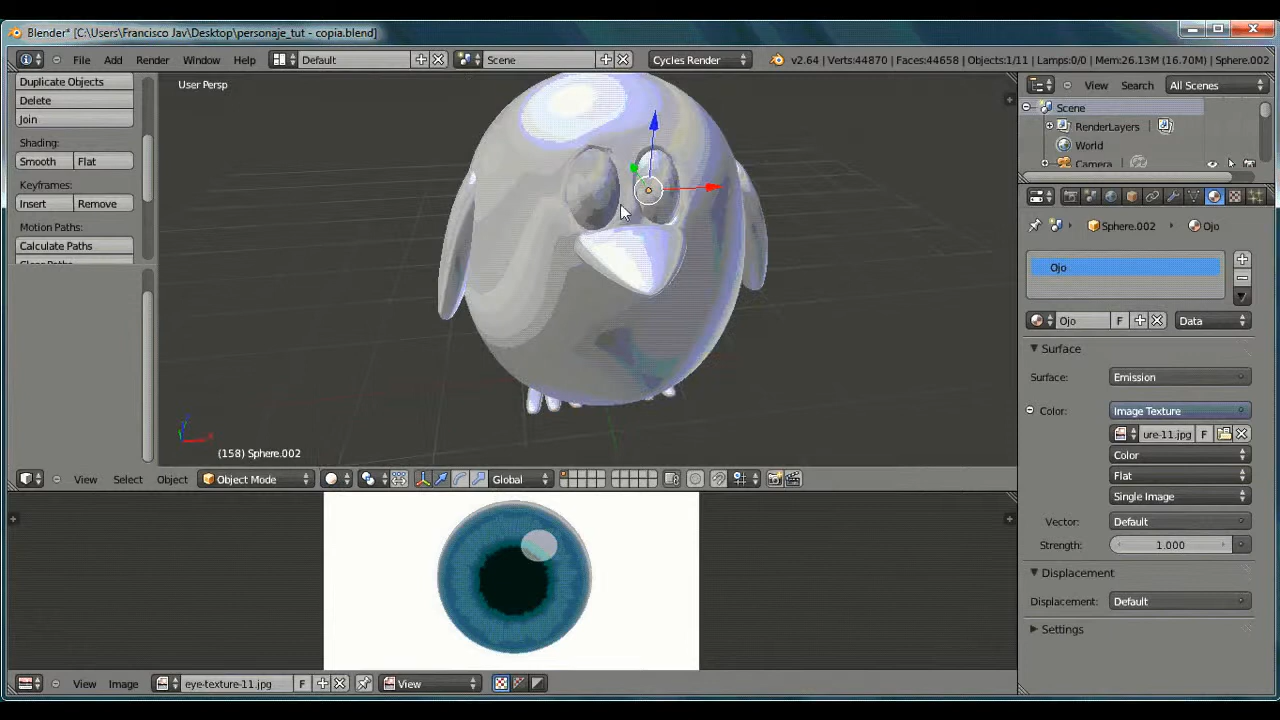 Blender* [C:\Users\Francisco Jav\Desktop\personaje_tut - copia.blend]
File Add Render Window Help Default Scene Cycles Render v2.64 | Verts:44870 | Faces:44658 | Objects:1/11 | Lamps:0/0 | Mem:26.13M (16.70M) | Sphere.002
Duplicate Objects
Delete
Join
Shading:
Smooth Flat
Keyframes:
Insert Remove
Motion Paths:
Calculate Paths
User Persp
(158) Sphere.002
View Select Object Object Mode Global
View Search All Scenes
Scene
RenderLayers
World
Camera
Sphere.002 Ojo
Ojo
Ojo F Data
Surface
Surface: Emission
Color: Image Texture
ure-11.jpg F
Color
Flat
Single Image
Vector: Default
Strength: 1.000
Displacement
Displacement: Default
Settings
View Image eye-texture-11.jpg F View